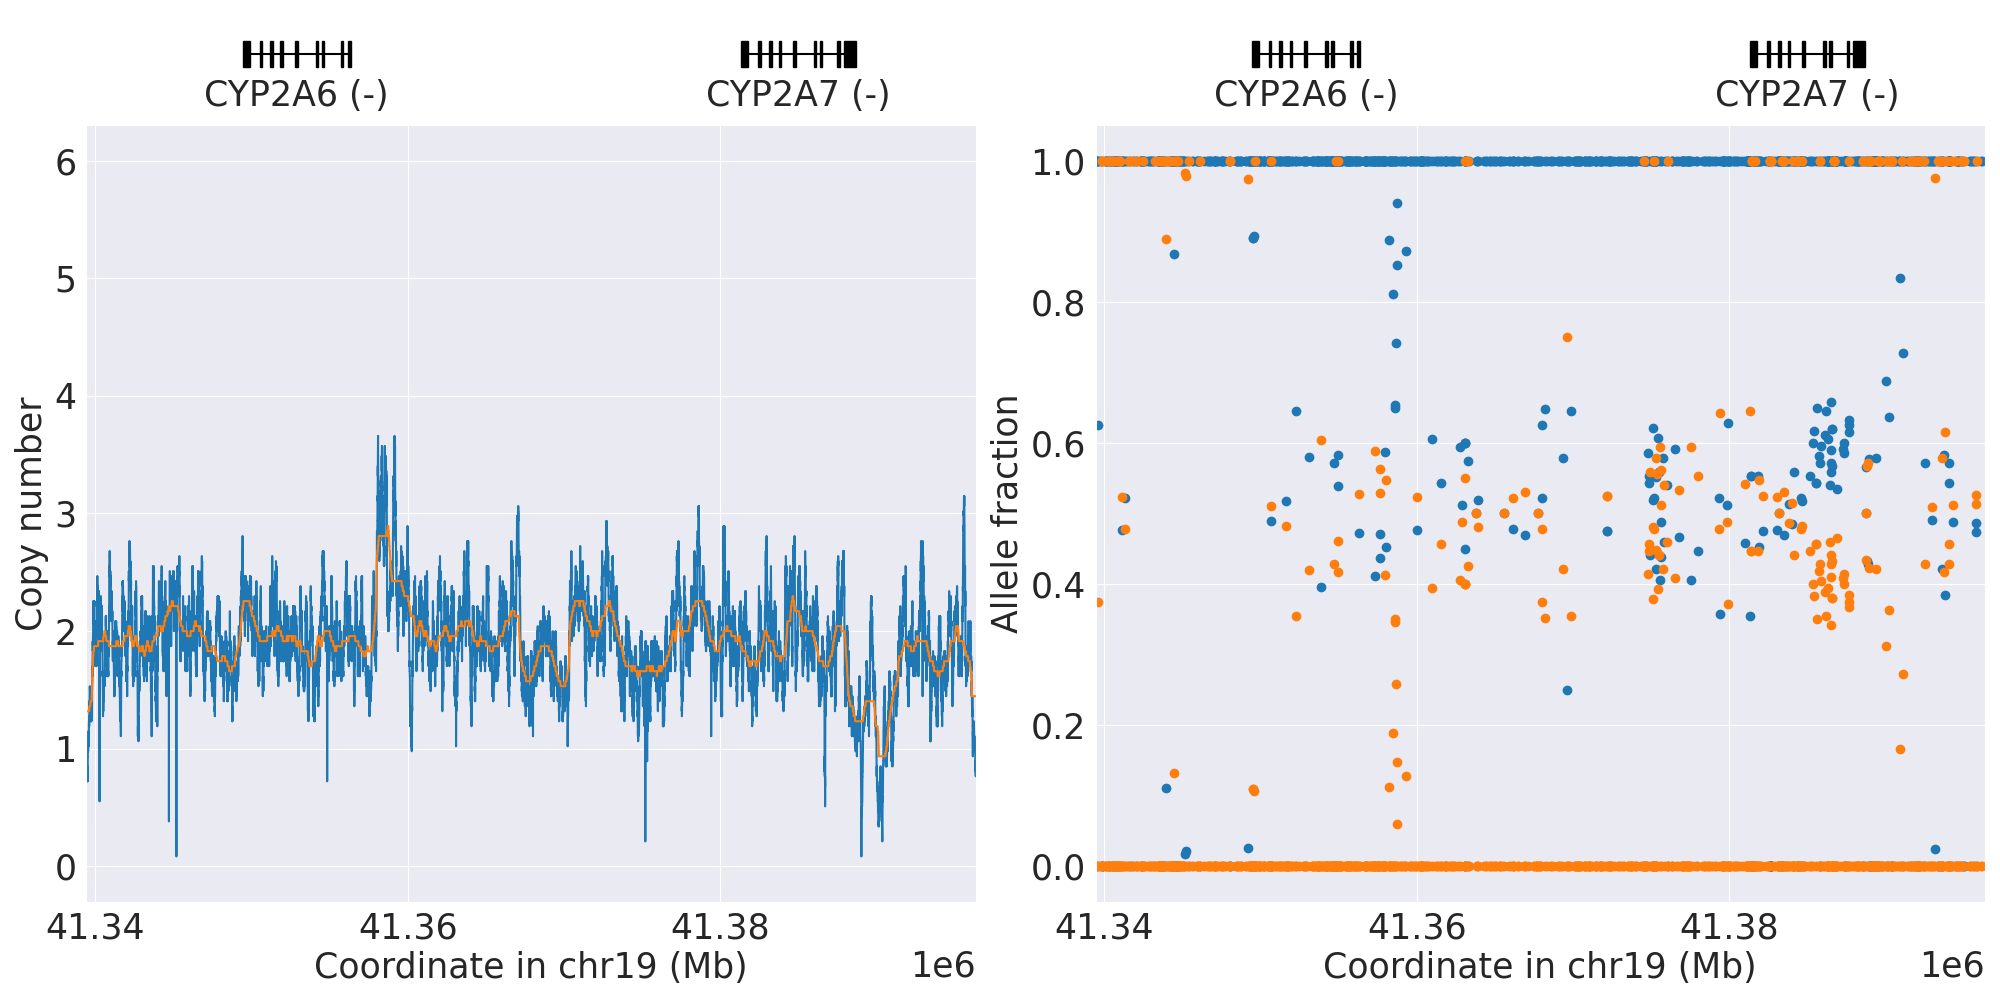 CYP2A6 (-)
CYP2A7 (-)
6
5
4
3
2
1
0
Copy number
41.34
41.36
41.38
Coordinate in chr19 (Mb)
1e6
CYP2A6 (-)
CYP2A7 (-)
1.0
0.8
0.6
0.4
0.2
0.0
Allele fraction
41.34
41.36
41.38
Coordinate in chr19 (Mb)
1e6